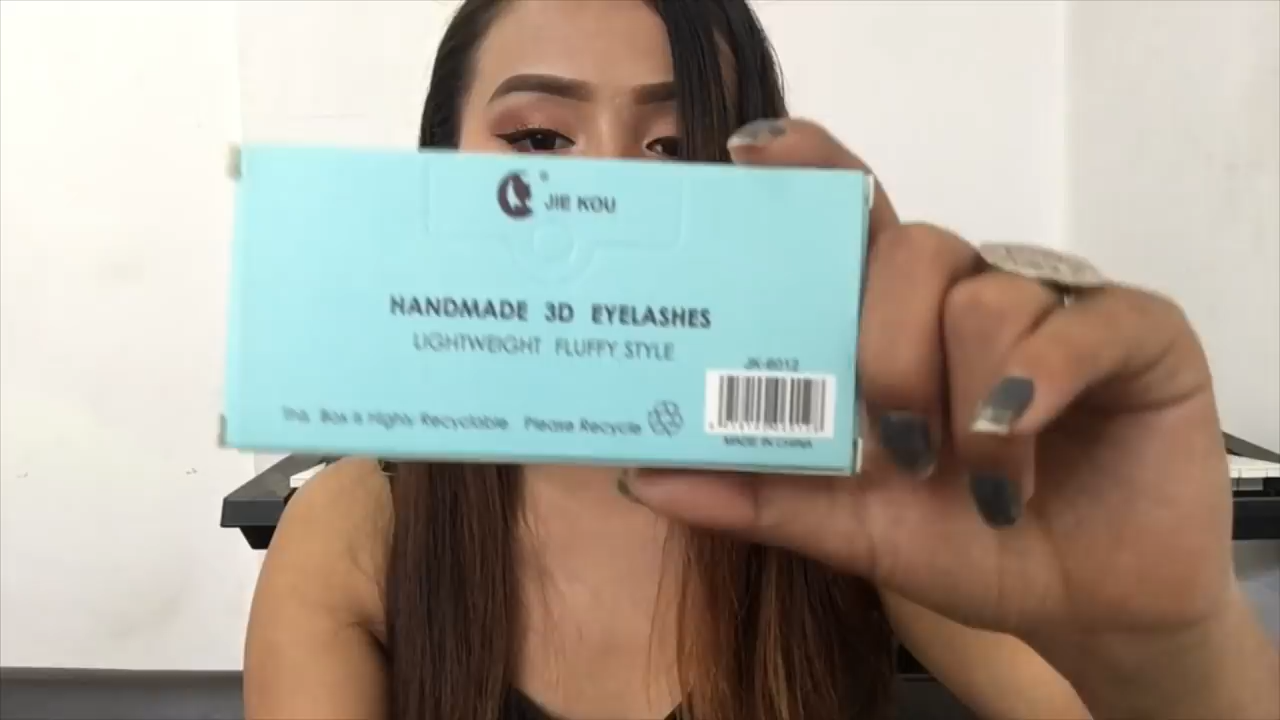 JIE KOU
HANDMADE 3D EYELASHES
LIGHTWEIGHT FLUFFY STYLE
JK-6012
This Box is Highly Recyclable Please Recycle
MADE IN CHINA